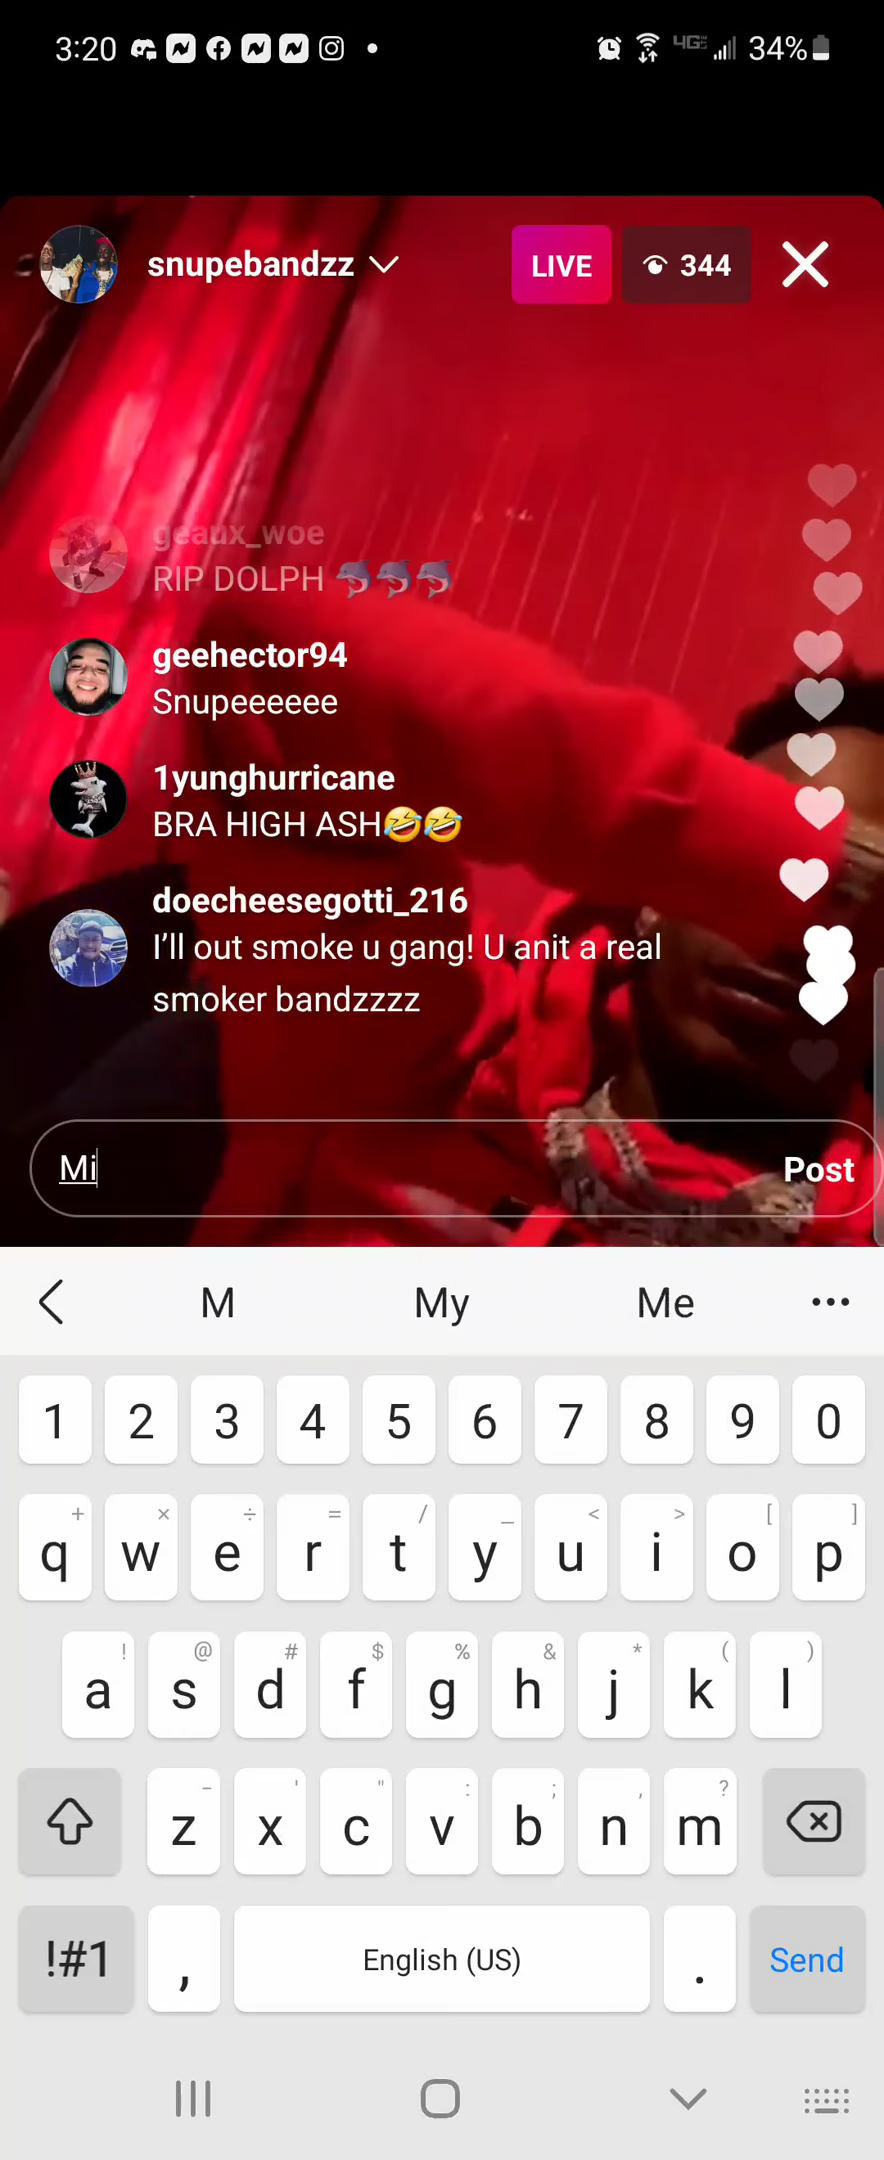 3:20 4GE 34%
snupebandzz LIVE 344
geaux_woe
RIP DOLPH 🐬🐬🐬
geehector94
Snupeeeeee
1yunghurricane
BRA HIGH ASH🤣🤣
doecheesegotti_216
I’ll out smoke u gang! U anit a real
smoker bandzzzz
Mi Post
M My Me
1 2 3 4 5 6 7 8 9 0
+ × ÷ = / _ < > [ ]
q w e r t y u i o p
! @ # $ % & * ( )
a s d f g h j k l
- ' " : ; , ?
z x c v b n m
!#1 , English (US) . Send